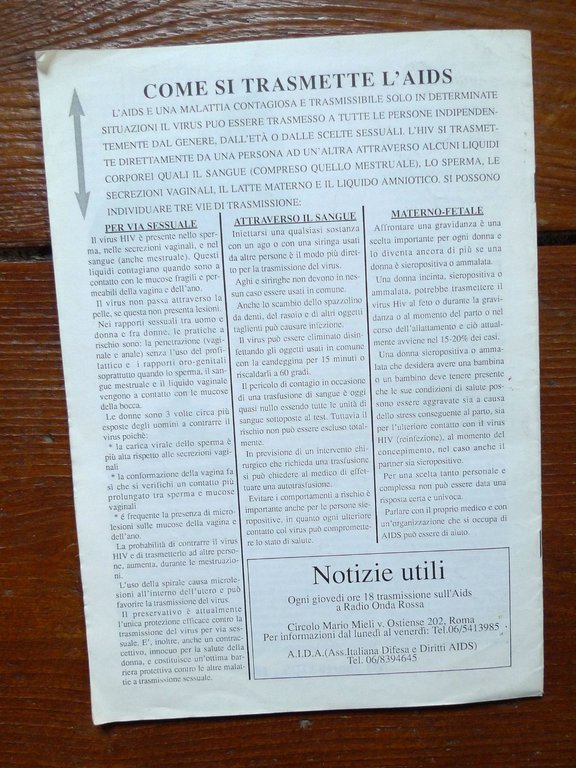 COME SI TRASMETTE L'AIDS
L'AIDS E UNA MALATTIA CONTAGIOSA E TRASMISSIBILE SOLO IN DETERMINATE
SITUAZIONI IL VIRUS PUO ESSERE TRASMESSO A TUTTE LE PERSONE INDIPENDEN-
TEMENTE DAL GENERE, DALL'ETÀ O DALLE SCELTE SESSUALI. L'HIV SI TRASMET-
TE DIRETTAMENTE DA UNA PERSONA AD UN'ALTRA ATTRAVERSO ALCUNI LIQUIDI
CORPOREI QUALI IL SANGUE (COMPRESO QUELLO MESTRUALE), LO SPERMA, LE
SECREZIONI VAGINALI, IL LATTE MATERNO E IL LIQUIDO AMNIOTICO. SI POSSONO
INDIVIDUARE TRE VIE DI TRASMISSIONE:
PER VIA SESSUALE
Il virus HIV è presente nello sper-
ma, nelle secrezioni vaginali, e nel
sangue (anche mestruale). Questi
liquidi contagiano quando sono a
contatto con le mucose fragili e per-
meabili della vagina e dell'ano.
Il virus non passa attraverso la
pelle, se questa non presenta lesioni.
Nei rapporti sessuali tra uomo e
donna e fra donne, le pratiche a
rischio sono: la penetrazione (vagi-
nale e anale) senza l'uso del profi-
lattico e i rapporti oro-genitali
soprattutto quando lo sperma, il san-
gue mestruale e il liquido vaginale
vengono a contatto con le mucose
della bocca.
Le donne sono 3 volte circa più
esposte degli uomini a contrarre il
virus poichè:
* la carica virale dello sperma è
più alta rispetto alle secrezioni vagi-
nali
* la conformazione della vagina fa
sì che si verifichi un contatto più
prolungato tra sperma e mucose
vaginali
* é frequente la presenza di micro-
lesioni sulle mucose della vagina e
dell'ano.
La probabilità di contrarre il virus
HIV e di trasmetterlo ad altre perso-
ne, aumenta, durante le mestruazio-
ni.
L'uso della spirale causa microlesi-
oni all'interno dell'utero e può
favorire la trasmissione del virus.
Il preservativo è attualmente
l'unica protezione efficace contro la
trasmissione del virus per via ses-
suale. E', inoltre, anche un contrac-
cettivo, innocuo per la salute della
donna, e costituisce un'ottima bar-
riera protettiva contro le altre malat-
tie a trasmissione sessuale.
ATTRAVERSO IL SANGUE
Iniettarsi una qualsiasi sostanza
con un ago o con una siringa usati
da altre persone è il modo più diret-
to per la trasmissione del virus.
Aghi e siringhe non devono in nes-
sun caso essere usati in comune.
Anche lo scambio dello spazzolino
da denti, del rasoio e di altri oggetti
taglienti può causare infezione.
Il virus può essere eliminato disin-
fettando gli oggetti usati in comune
con la candeggina per 15 minuti o
riscaldarli a 60 gradi.
Il pericolo di contagio in occasione
di una trasfusione di sangue è oggi
quasi nullo essendo tutte le unità di
sangue sottoposte al test. Tuttavia il
rischio non può essere escluso total-
mente.
In previsione di un intervento chi-
rurgico che richieda una trasfusione
si può chiedere al medico di effet-
tuare una autotrasfusione.
Evitare i comportamenti a rischio è
importante anche per le persone sie-
ropositive, in quanto ogni ulteriore
contatto col virus può compromette-
re lo stato di salute.
MATERNO-FETALE
Affrontare una gravidanza è una
scelta importante per ogni donna e
lo diventa ancora di più se una
donna è sieropositiva o ammalata.
Una donna incinta, sieropositiva o
ammalata, potrebbe trasmettere il
virus Hiv al feto o durante la gravi-
danza o al momento del parto o nel
corso dell'allattamento e ciò attual-
mente avviene nel 15-20% dei casi.
Una donna sieropositiva o amma-
lata che desidera avere una bambina
o un bambino deve tenere presente
che le sue condizioni di salute pos-
sono essere aggravate sia a causa
dello stress conseguente al parto, sia
per l'ulteriore contatto con il virus
HIV (reinfezione), al momento del
concepimento, nel caso anche il
partner sia sieropositivo.
Per una scelta tanto personale e
complessa non può essere data una
risposta certa e univoca.
Parlare con il proprio medico e con
un'organizzazione che si occupa di
AIDS può essere di aiuto.
Notizie utili
Ogni giovedì ore 18 trasmissione sull'Aids
a Radio Onda Rossa
Circolo Mario Mieli v. Ostiense 202, Roma
Per informazioni dal lunedì al venerdì: Tel.06/5413985
A.I.D.A.(Ass.Italiana Difesa e Diritti AIDS)
Tel. 06/8394645